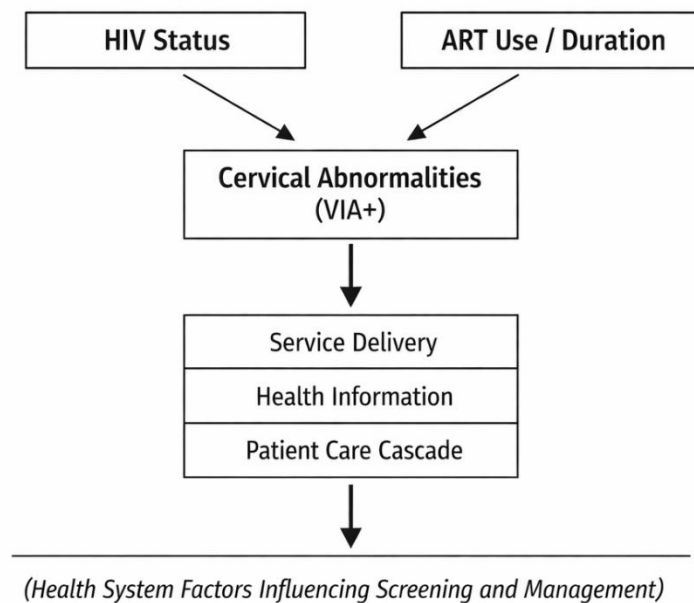 HIV Status
ART Use / Duration
Cervical Abnormalities
(VIA+)
Service Delivery
Health Information
Patient Care Cascade
(Health System Factors Influencing Screening and Management)